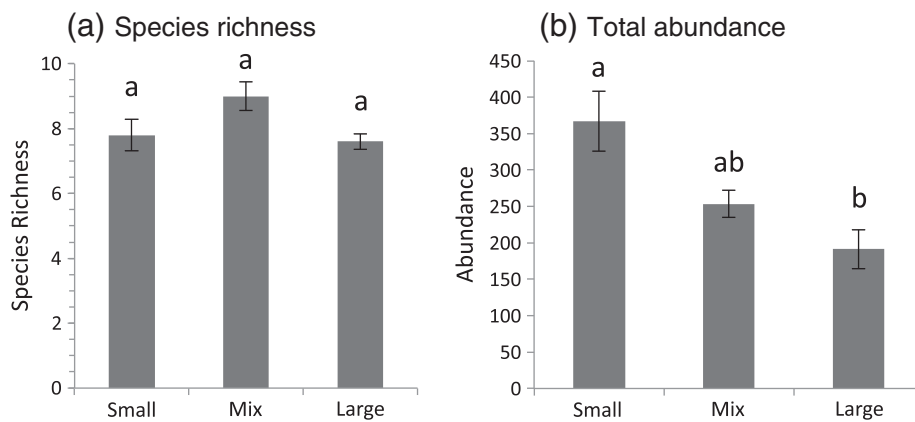 (a) Species richness
a
a
a
10
8
6
4
2
0
Species Richness
Small Mix Large
(b) Total abundance
a
ab
b
450
400
350
300
250
200
150
100
50
0
Abundance
Small Mix Large